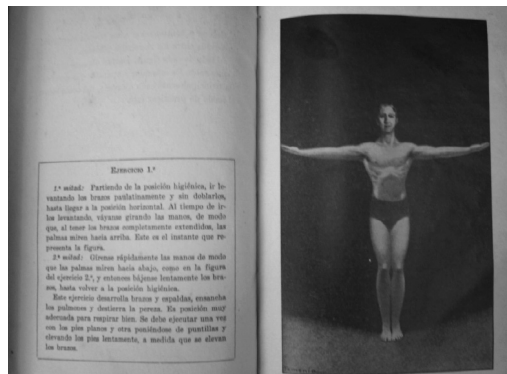 Ejercicio 1.º
1.ª mitad: Partiendo de la posición higiénica, ir le-
vantando los brazos paulatinamente y sin doblarlos,
hasta llegar a la posición horizontal. Al tiempo de ir-
los levantando, váyanse girando las manos, de modo
que, al tener los brazos completamente extendidos, las
palmas miren hacia arriba. Este es el instante que re-
presenta la figura.
2.ª mitad: Gírense rápidamente las manos de modo
que las palmas miren hacia abajo, como en la figura
del ejercicio 2.º, y entonces bájense lentamente los bra-
zos, hasta volver a la posición higiénica.
Este ejercicio desarrolla brazos y espaldas, ensancha
los pulmones y destierra la pereza. Es posición muy
adecuada para respirar bien. Se debe ejecutar una vez
con los pies planos y otra poniéndose de puntillas y
elevando los pies lentamente, a medida que se elevan
los brazos.